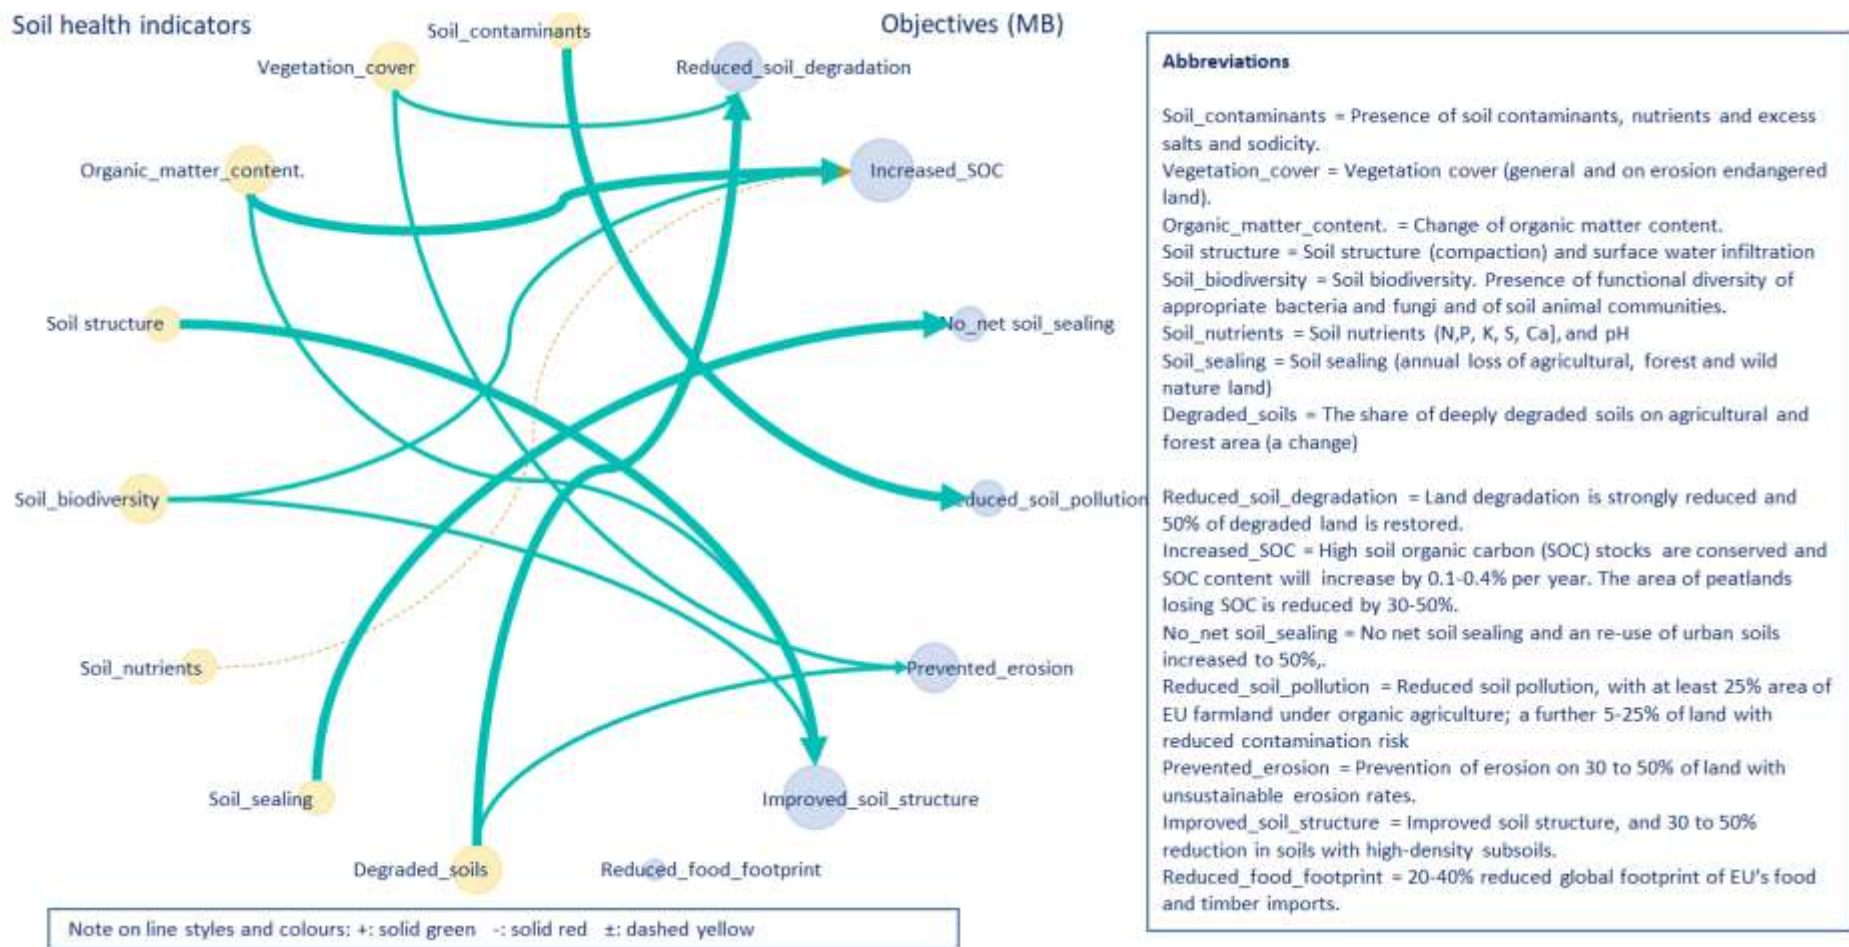 Soil health indicators
Objectives (MB)
Soil_contaminants
Vegetation_cover
Reduced_soil_degradation
Organic_matter_content.
Increased_SOC
Soil structure
No_net soil_sealing
Soil_biodiversity
educed_soil_pollution
Soil_nutrients
Prevented_erosion
Soil_sealing
Improved_soil_structure
Degraded_soils
Reduced_food_footprint
Note on line styles and colours: +: solid green -: solid red ±: dashed yellow
Abbreviations
Soil_contaminants = Presence of soil contaminants, nutrients and excess
salts and sodicity.
Vegetation_cover = Vegetation cover (general and on erosion endangered
land).
Organic_matter_content. = Change of organic matter content.
Soil structure = Soil structure (compaction) and surface water infiltration
Soil_biodiversity = Soil biodiversity. Presence of functional diversity of
appropriate bacteria and fungi and of soil animal communities.
Soil_nutrients = Soil nutrients (N,P, K, S, Ca], and pH
Soil_sealing = Soil sealing (annual loss of agricultural, forest and wild
nature land)
Degraded_soils = The share of deeply degraded soils on agricultural and
forest area (a change)
Reduced_soil_degradation = Land degradation is strongly reduced and
50% of degraded land is restored.
Increased_SOC = High soil organic carbon (SOC) stocks are conserved and
SOC content will increase by 0.1-0.4% per year. The area of peatlands
losing SOC is reduced by 30-50%.
No_net soil_sealing = No net soil sealing and an re-use of urban soils
increased to 50%,.
Reduced_soil_pollution = Reduced soil pollution, with at least 25% area of
EU farmland under organic agriculture; a further 5-25% of land with
reduced contamination risk
Prevented_erosion = Prevention of erosion on 30 to 50% of land with
unsustainable erosion rates.
Improved_soil_structure = Improved soil structure, and 30 to 50%
reduction in soils with high-density subsoils.
Reduced_food_footprint = 20-40% reduced global footprint of EU's food
and timber imports.